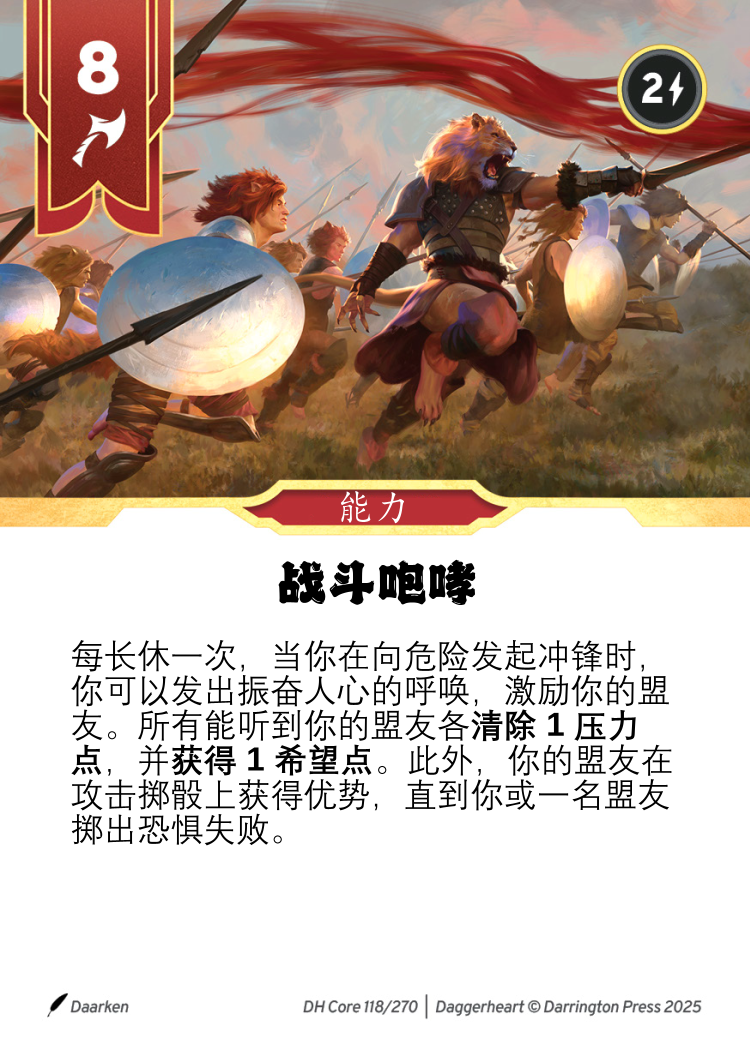 8
2
能力
战斗咆哮
每长休一次，当你在向危险发起冲锋时，
你可以发出振奋人心的呼唤，激励你的盟
友。所有能听到你的盟友各清除 1 压力
点，并获得 1 希望点。此外，你的盟友在
攻击掷骰上获得优势，直到你或一名盟友
掷出恐惧失败。
Daarken
DH Core 118/270 | Daggerheart © Darrington Press 2025